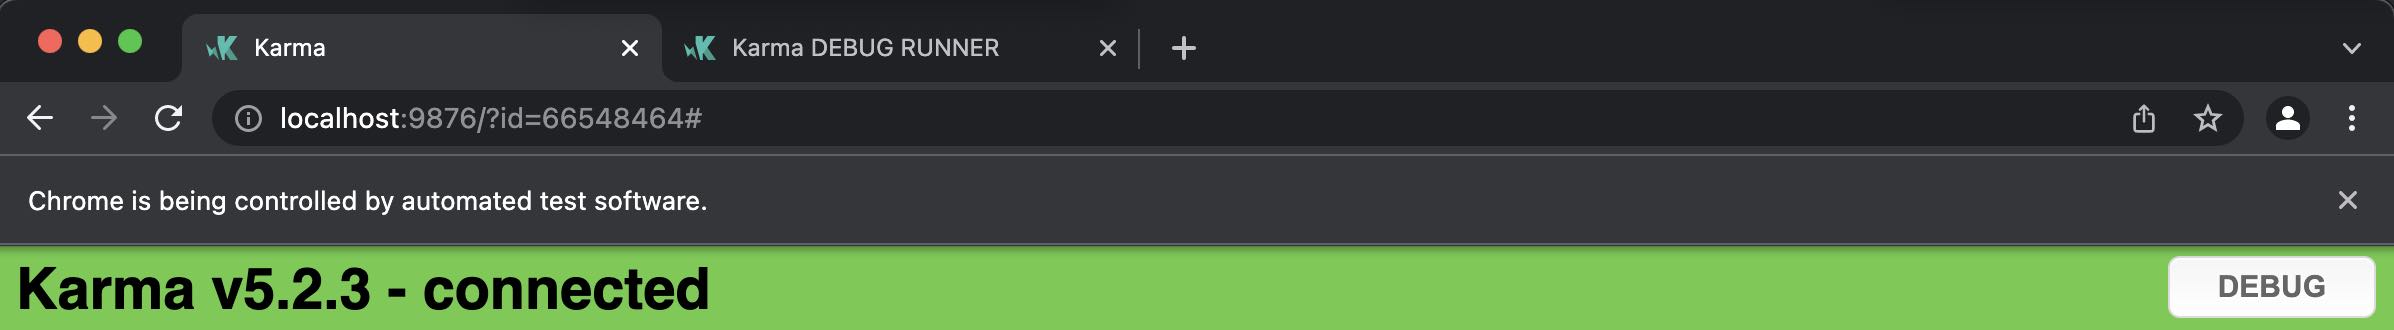 Karma
Karma DEBUG RUNNER
localhost:9876/?id=66548464#
Chrome is being controlled by automated test software.
Karma v5.2.3 - connected
DEBUG